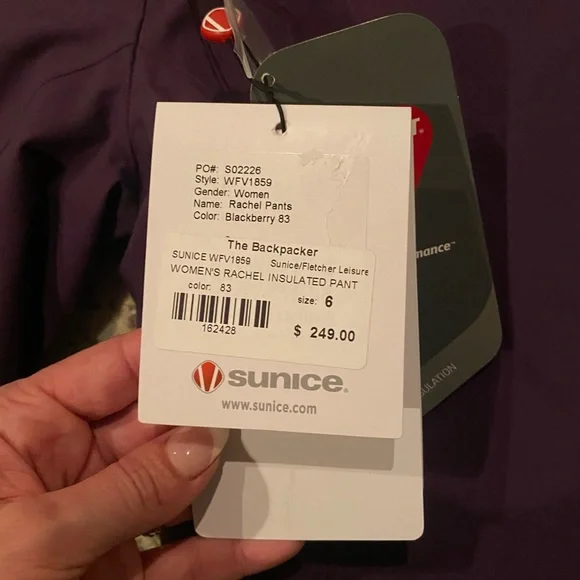 PO#: S02226
Style: WFV1859
Gender: Women
Name: Rachel Pants
Color: Blackberry 83
The Backpacker
SUNICE WFV1859 Sunice/Fletcher Leisure
WOMEN'S RACHEL INSULATED PANT
color: 83 size: 6
162428 $ 249.00
sunice®
www.sunice.com